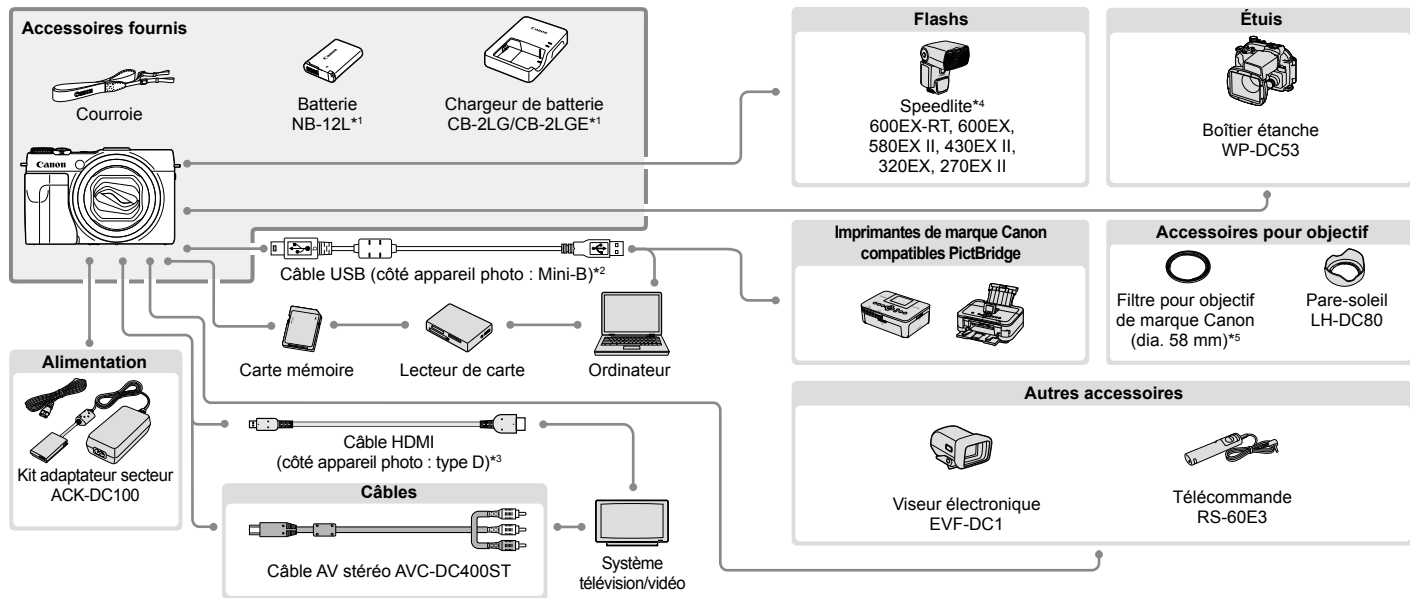 Accessoires fournis
Courroie
Batterie
NB-12L*1
Chargeur de batterie
CB-2LG/CB-2LGE*1
Canon
Flashs
Speedlite*4
600EX-RT, 600EX,
580EX II, 430EX II,
320EX, 270EX II
Étuis
Boîtier étanche
WP-DC53
Câble USB (côté appareil photo : Mini-B)*2
Imprimantes de marque Canon
compatibles PictBridge
Accessoires pour objectif
Filtre pour objectif
de marque Canon
(dia. 58 mm)*5
Pare-soleil
LH-DC80
Carte mémoire
Lecteur de carte
Ordinateur
Alimentation
Kit adaptateur secteur
ACK-DC100
Câble HDMI
(côté appareil photo : type D)*3
Câbles
Câble AV stéréo AVC-DC400ST
Système
télévision/vidéo
Autres accessoires
Viseur électronique
EVF-DC1
Télécommande
RS-60E3